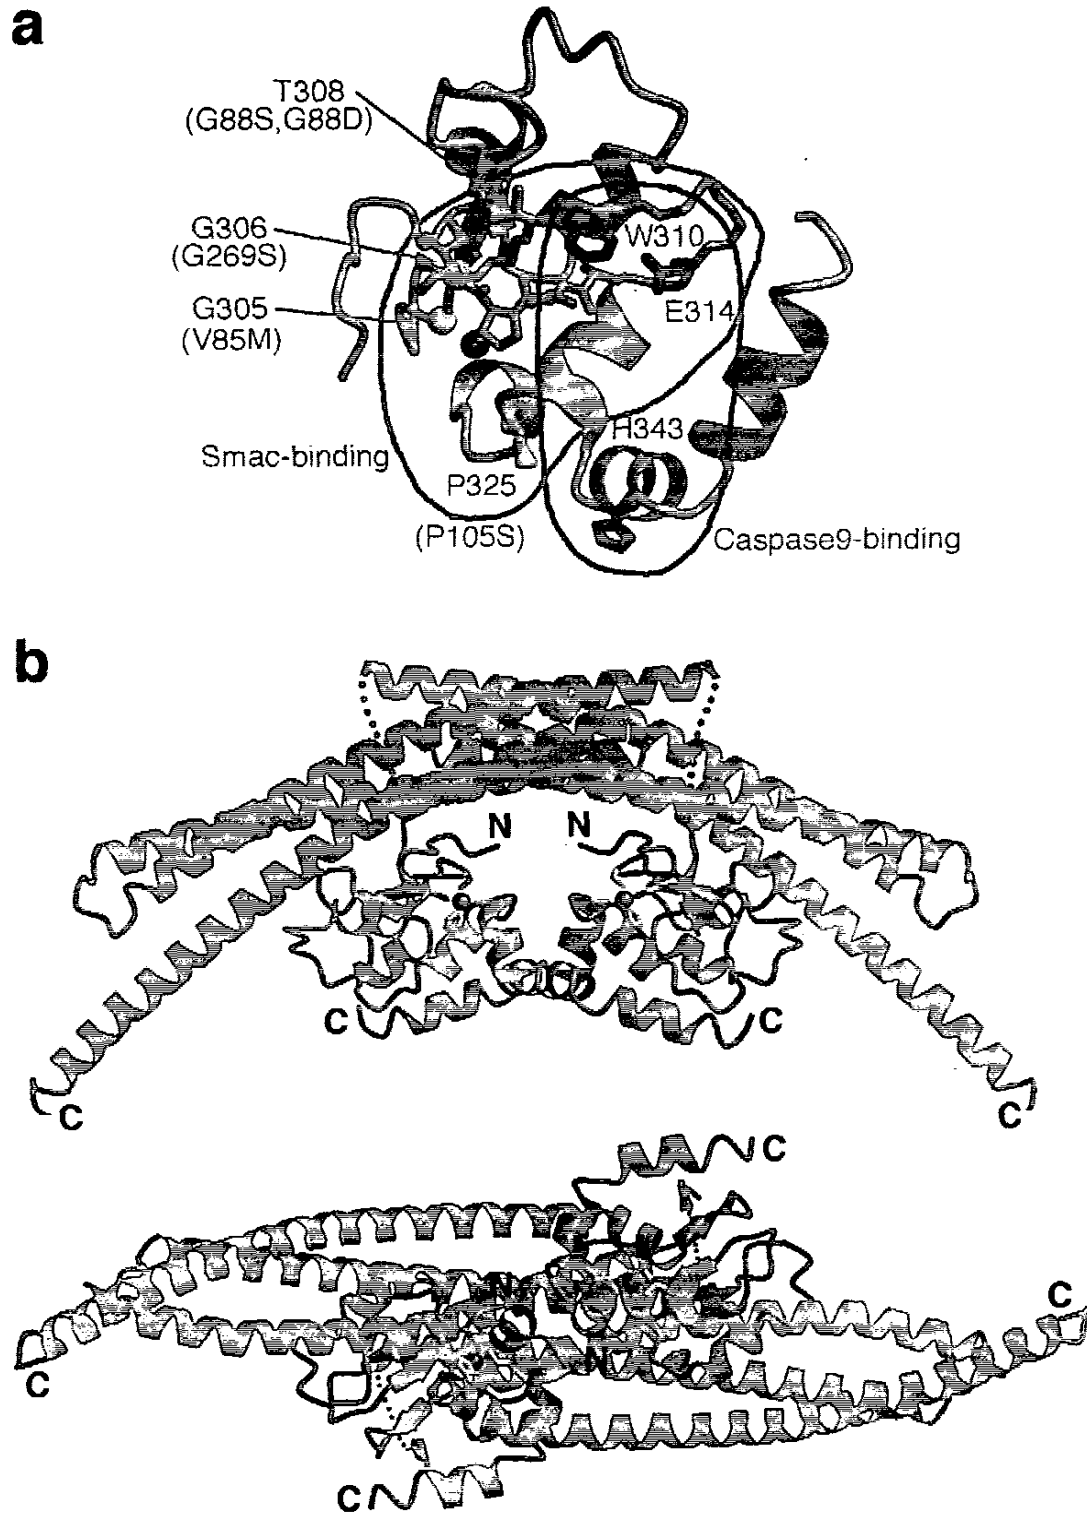 a
T308
(G88S,G88D)
G306
(G269S)
W310
G305
(V85M)
E314
H343
Smac-binding
P325
(P105S)
Caspase9-binding
b
N N
C C
C C
C
N
C
N
C
C